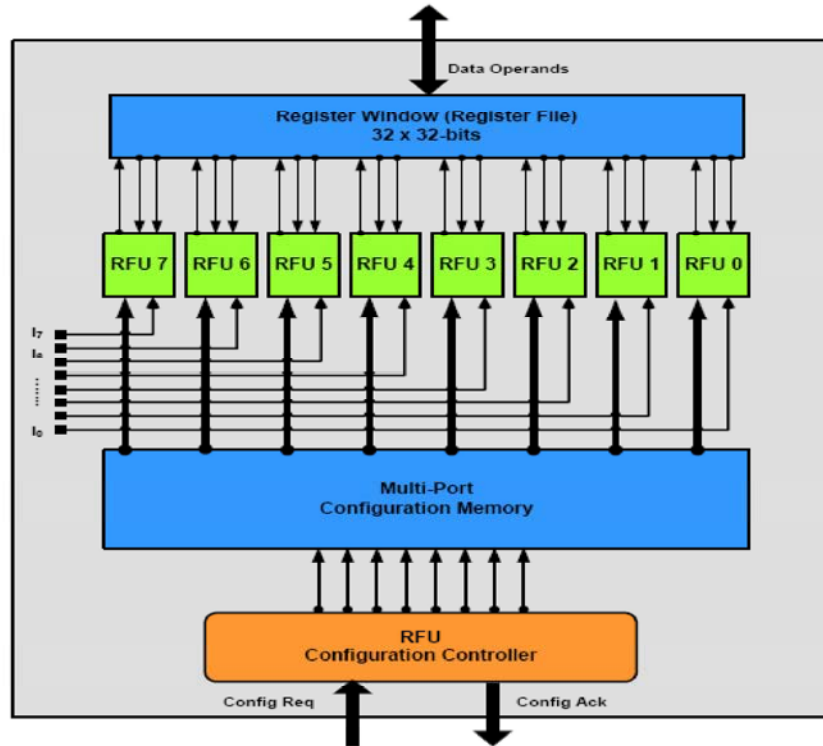 Data Operands
Register Window (Register File)
32 x 32-bits
RFU 7 RFU 6 RFU 5 RFU 4 RFU 3 RFU 2 RFU 1 RFU 0
I7
I6
......
I0
Multi-Port
Configuration Memory
RFU
Configuration Controller
Config Req Config Ack